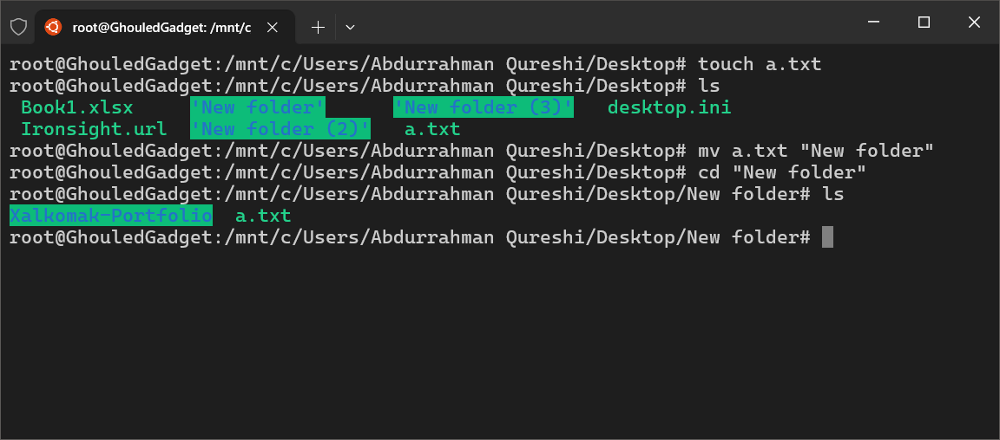 root@GhouledGadget: /mnt/c
root@GhouledGadget:/mnt/c/Users/Abdurrahman Qureshi/Desktop# touch a.txt
root@GhouledGadget:/mnt/c/Users/Abdurrahman Qureshi/Desktop# ls
Book1.xlsx 'New folder' 'New folder (3)' desktop.ini
Ironsight.url 'New folder (2)' a.txt
root@GhouledGadget:/mnt/c/Users/Abdurrahman Qureshi/Desktop# mv a.txt "New folder"
root@GhouledGadget:/mnt/c/Users/Abdurrahman Qureshi/Desktop# cd "New folder"
root@GhouledGadget:/mnt/c/Users/Abdurrahman Qureshi/Desktop/New folder# ls
Xalkomak-Portfolio a.txt
root@GhouledGadget:/mnt/c/Users/Abdurrahman Qureshi/Desktop/New folder#